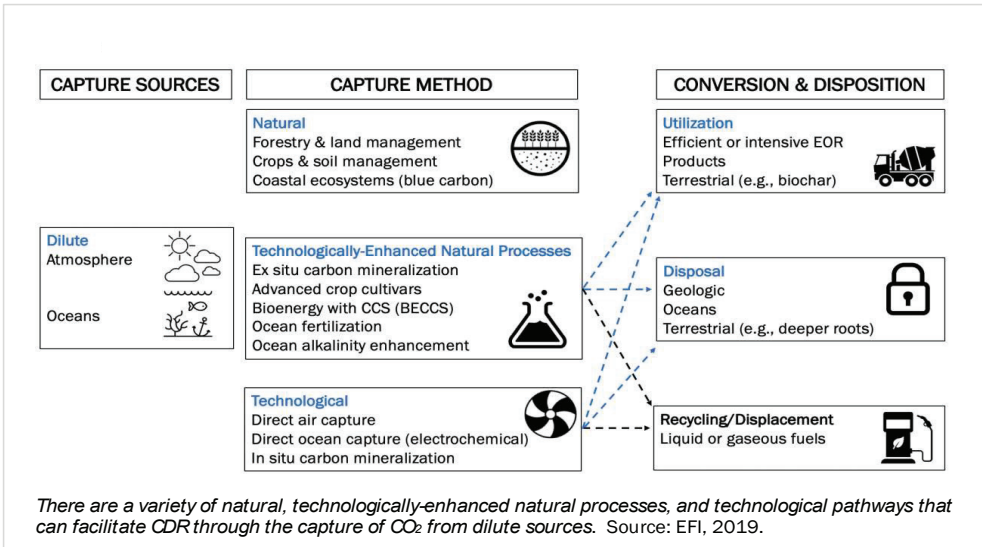 CAPTURE SOURCES
CAPTURE METHOD
CONVERSION & DISPOSITION
Natural
Forestry & land management
Crops & soil management
Coastal ecosystems (blue carbon)
Utilization
Efficient or intensive EOR
Products
Terrestrial (e.g., biochar)
Dilute
Atmosphere
Oceans
Technologically-Enhanced Natural Processes
Ex situ carbon mineralization
Advanced crop cultivars
Bioenergy with CCS (BECCS)
Ocean fertilization
Ocean alkalinity enhancement
Disposal
Geologic
Oceans
Terrestrial (e.g., deeper roots)
Technological
Direct air capture
Direct ocean capture (electrochemical)
In situ carbon mineralization
Recycling/Displacement
Liquid or gaseous fuels
There are a variety of natural, technologically-enhanced natural processes, and technological pathways that
can facilitate CDR through the capture of CO₂ from dilute sources. Source: EFI, 2019.